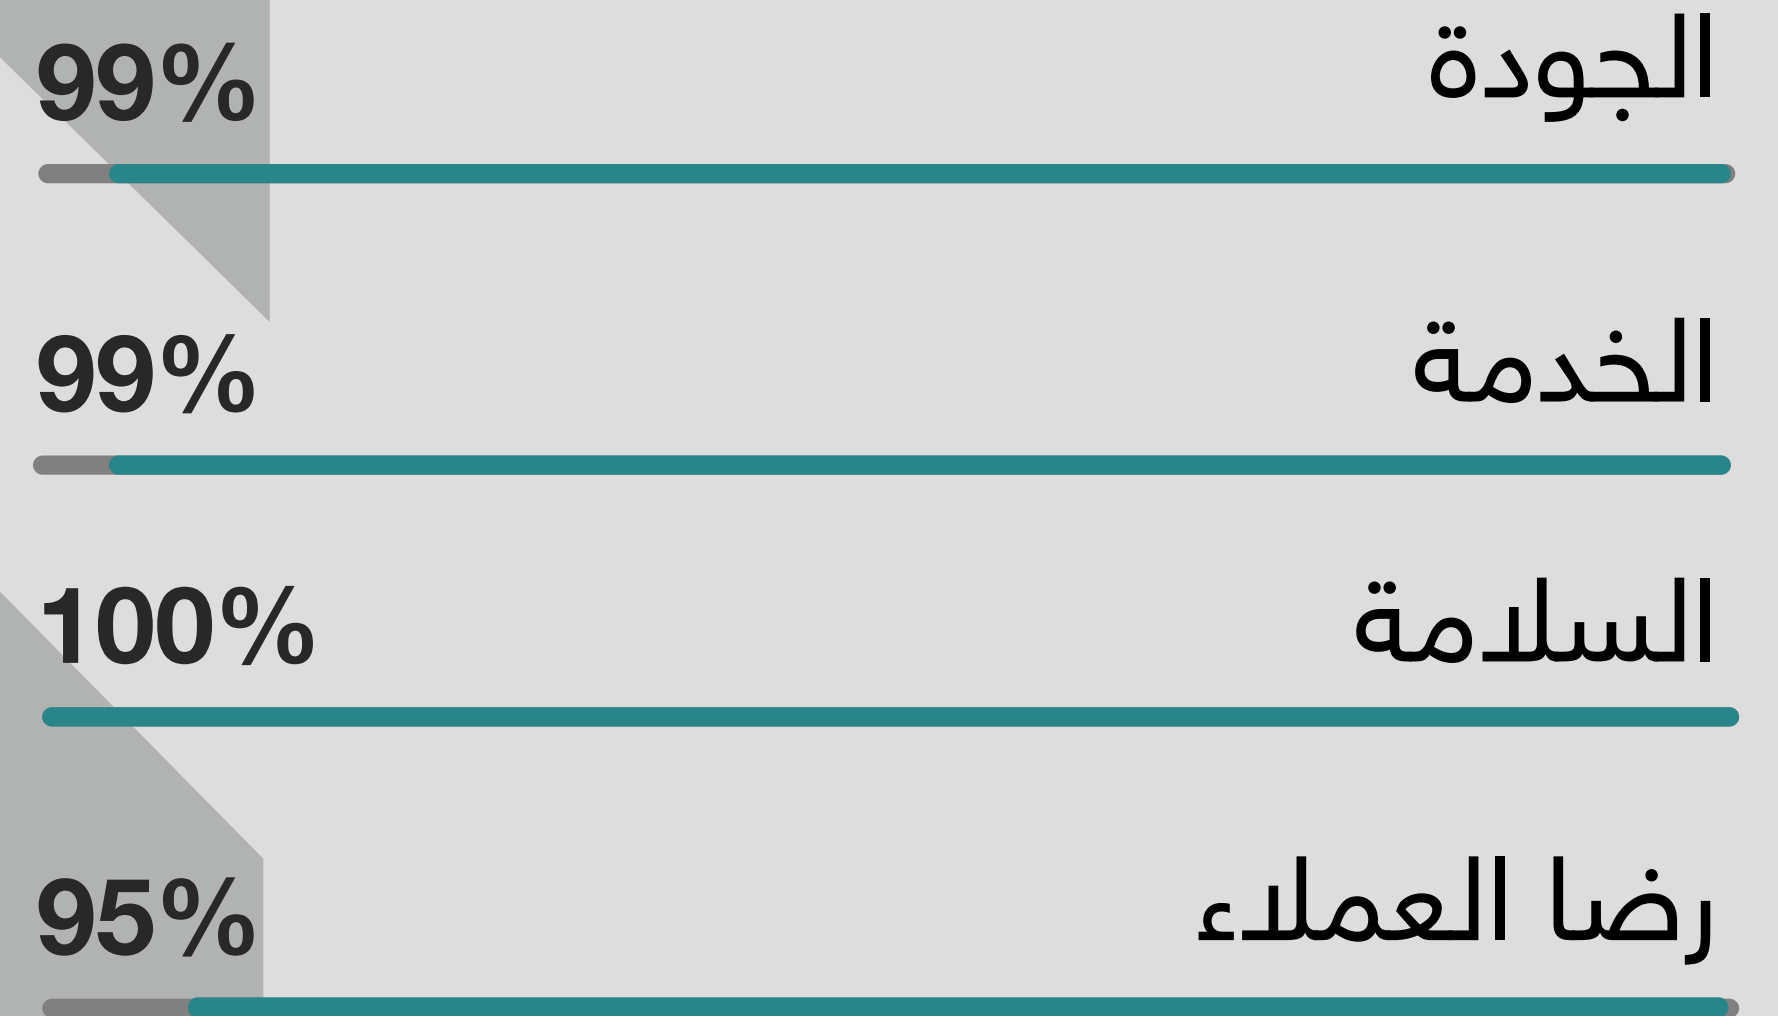 الجودة 99%
الخدمة 99%
السلامة 100%
رضا العملاء 95%